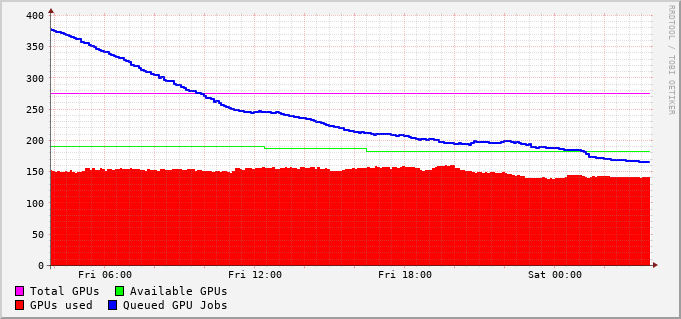 RRDTOOL / TOBI OETIKER
400
350
300
250
200
150
100
50
0
Fri 06:00 Fri 12:00 Fri 18:00 Sat 00:00
Total GPUs Available GPUs
GPUs used Queued GPU Jobs